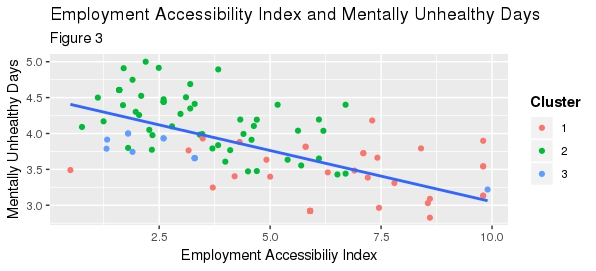 Employment Accessibility Index and Mentally Unhealthy Days
Figure 3
Mentally Unhealthy Days
5.0
4.5
4.0
3.5
3.0
2.5
5.0
7.5
10.0
Employment Accessibiliy Index
Cluster
1
2
3